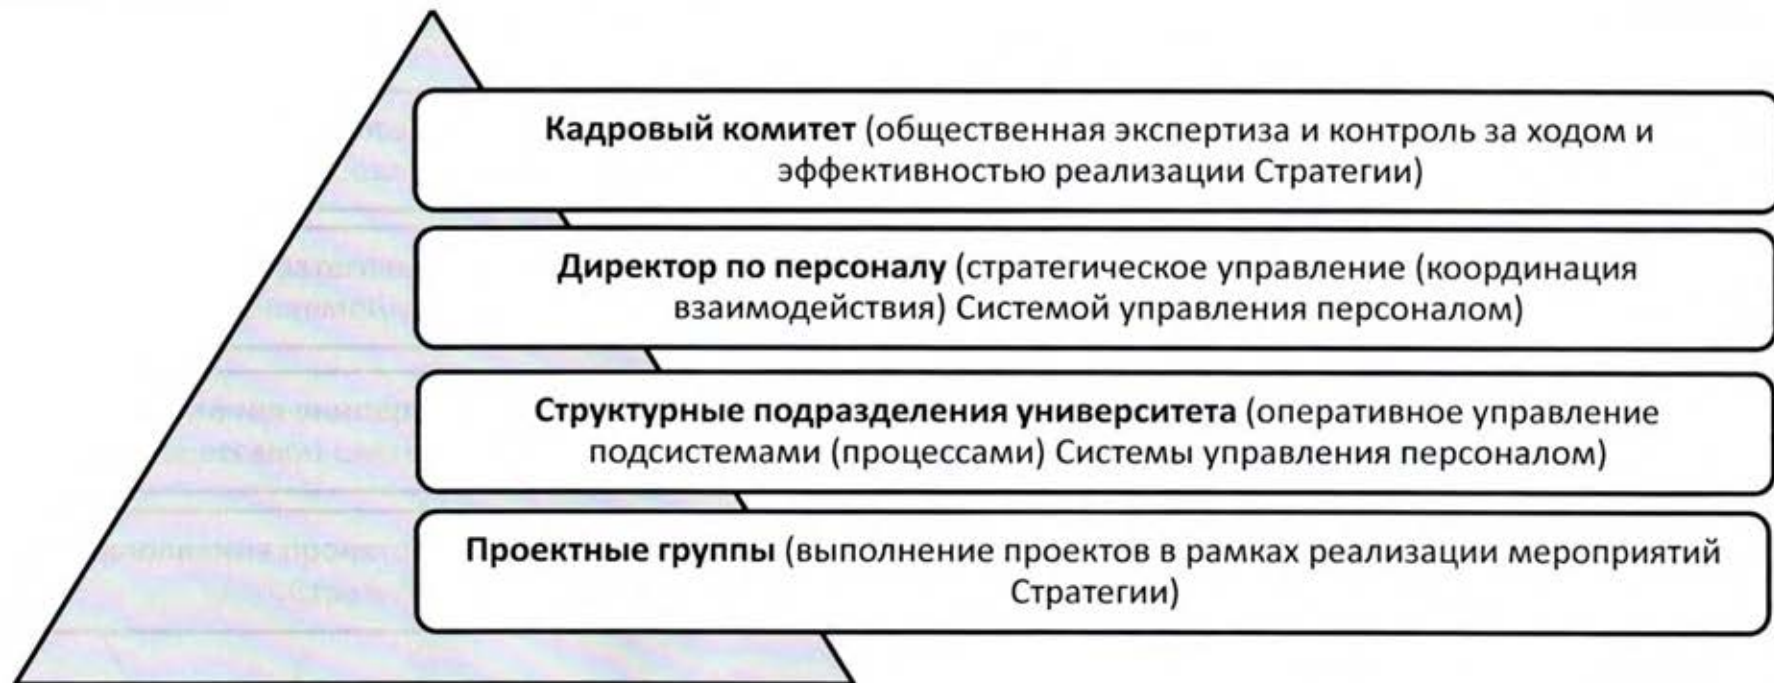 Кадровый комитет (общественная экспертиза и контроль за ходом и
эффективностью реализации Стратегии)
Директор по персоналу (стратегическое управление (координация
взаимодействия) Системой управления персоналом)
Структурные подразделения университета (оперативное управление
подсистемами (процессами) Системы управления персоналом)
Проектные группы (выполнение проектов в рамках реализации мероприятий
Стратегии)